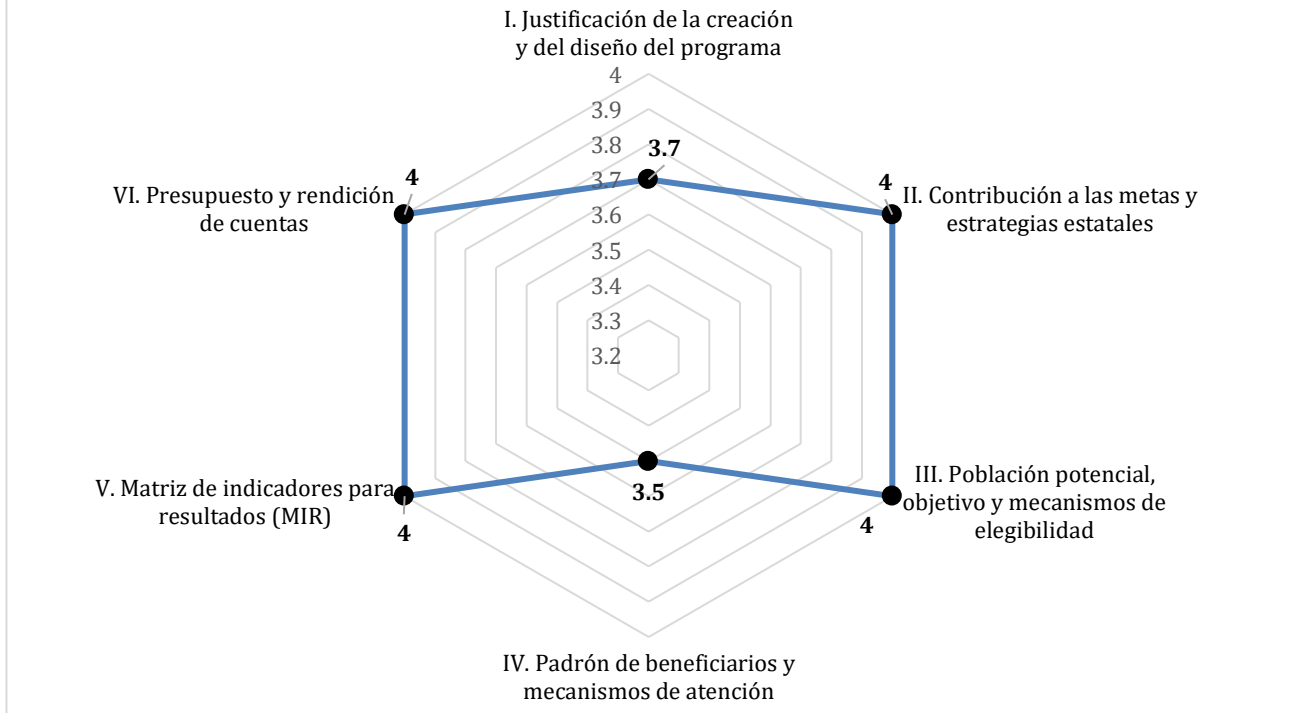 I. Justificación de la creación
y del diseño del programa
4
3.9
3.8
3.7
3.7
3.6
3.5
3.4
3.3
3.2
4
VI. Presupuesto y rendición
de cuentas
4
II. Contribución a las metas y
estrategias estatales
V. Matriz de indicadores para
resultados (MIR)
4
3.5
III. Población potencial,
objetivo y mecanismos de
elegibilidad
4
IV. Padrón de beneficiarios y
mecanismos de atención